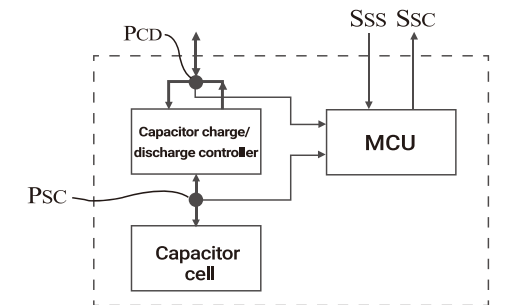 PCD
SSS SSC
Capacitor charge/
discharge controller
MCU
PSC
Capacitor
cell